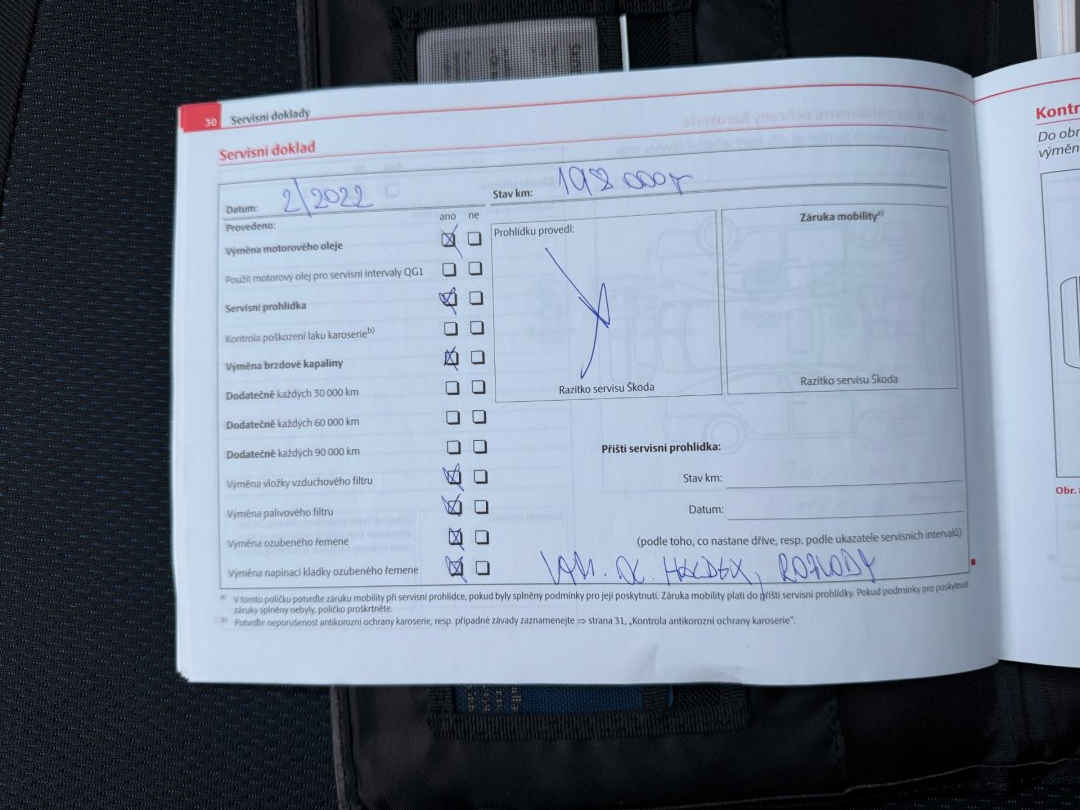 30 Servisní doklady
Servisní doklad
Datum: 2/2022
Stav km: 198 000
Provedeno: ano ne
Výměna motorového oleje
Použit motorový olej pro servisní intervaly QG1
Servisní prohlídka
Kontrola poškození laku karoserie b)
Výměna brzdové kapaliny
Dodatečně každých 30 000 km
Dodatečně každých 60 000 km
Dodatečně každých 90 000 km
Výměna vložky vzduchového filtru
Výměna palivového filtru
Výměna ozubeného řemene
Výměna napínací kladky ozubeného řemene
Prohlídku provedl:
Razítko servisu Škoda
Záruka mobility a)
Razítko servisu Škoda
Příští servisní prohlídka:
Stav km:
Datum:
(podle toho, co nastane dříve, resp. podle ukazatele servisních intervalů)
HALDEX, ROZVODY
a) V tomto políčku potvrďte záruku mobility při servisní prohlídce, pokud byly splněny podmínky pro její poskytnutí. Záruka mobility platí do příští servisní prohlídky. Pokud podmínky pro poskytnutí
záruky splněny nebyly, políčko proškrtněte.
b) Potvrďte neporušenost antikorozní ochrany karoserie, resp. případné závady zaznamenejte ⇒ strana 31, „Kontrola antikorozní ochrany karoserie".
Kontr
Do obr
výměn
Obr.